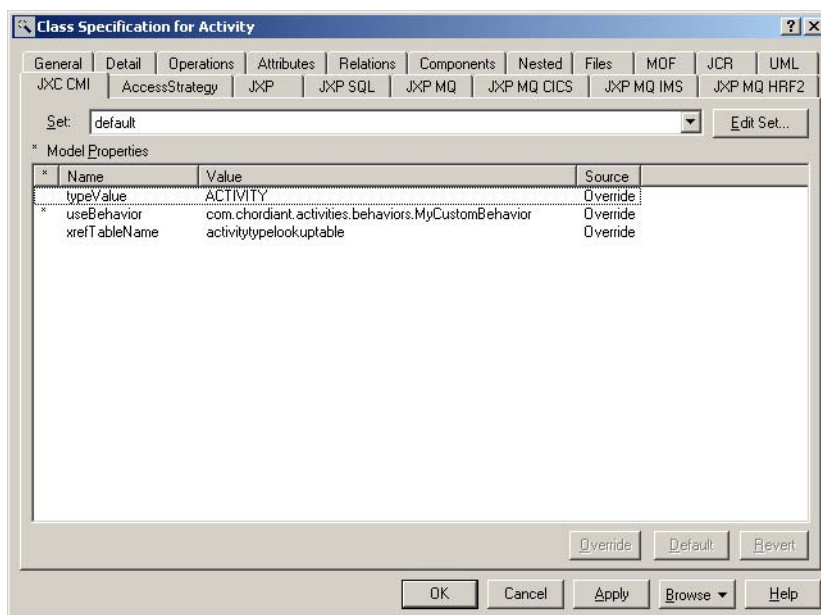 Class Specification for Activity
General Detail Operations Attributes Relations Components Nested Files MOF JCR UML
JXC CMI AccessStrategy JXP JXP SQL JXP MQ JXP MQ CICS JXP MQ IMS JXP MQ HRF2
Set: default Edit Set...
* Model Properties
* Name Value Source
typeValue ACTIVITY Override
* useBehavior com.chordiant.activities.behaviors.MyCustomBehavior Override
xrefTableName activitytypelookuptable Override
Override Default Revert
OK Cancel Apply Browse Help